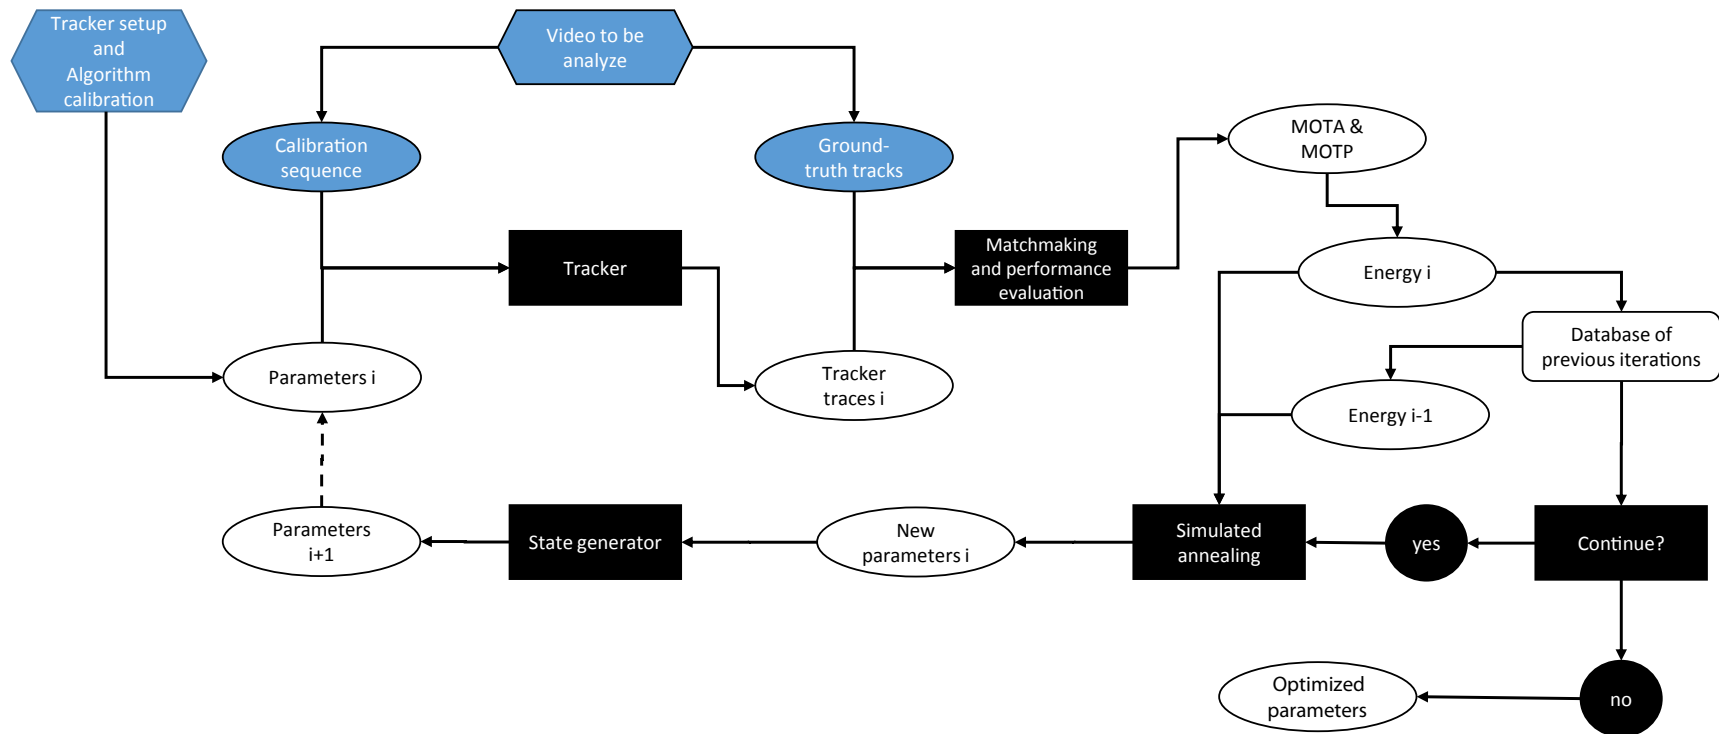 Tracker setup
and
Algorithm
calibration
Video to be
analyze
Calibration
sequence
Ground-
truth tracks
MOTA &
MOTP
Tracker
Matchmaking
and performance
evaluation
Energy i
Database of
previous iterations
Parameters i
Tracker
traces i
Energy i-1
Parameters
i+1
State generator
New
parameters i
Simulated
annealing
yes
Continue?
Optimized
parameters
no